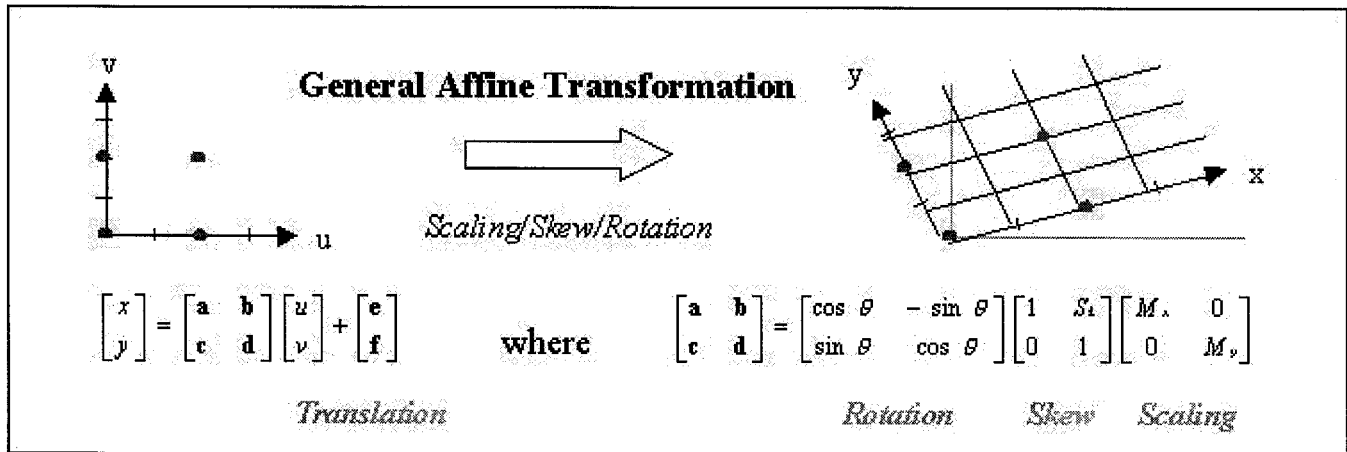 v
General Affine Transformation
y
x
u
Scaling/Skew/Rotation
[x y] = [a b c d] [u v] + [e f]
where
[a b c d] = [cos θ − sin θ sin θ cos θ] [1 0 1] [M 0 0 M]
Translation
Rotation Skew Scaling